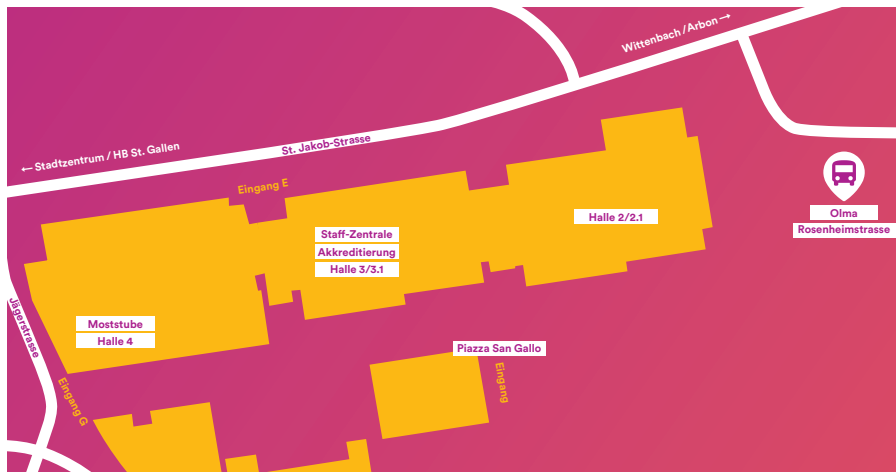 Wittenbach / Arbon →
← Stadtzentrum / HB St. Gallen
St. Jakob-Strasse
Eingang E
Olma
Rosenheimstrasse
Halle 2/2.1
Staff-Zentrale
Akkreditierung
Halle 3/3.1
Jägerstrasse
Moststube
Halle 4
Piazza San Gallo
Eingang
Eingang G